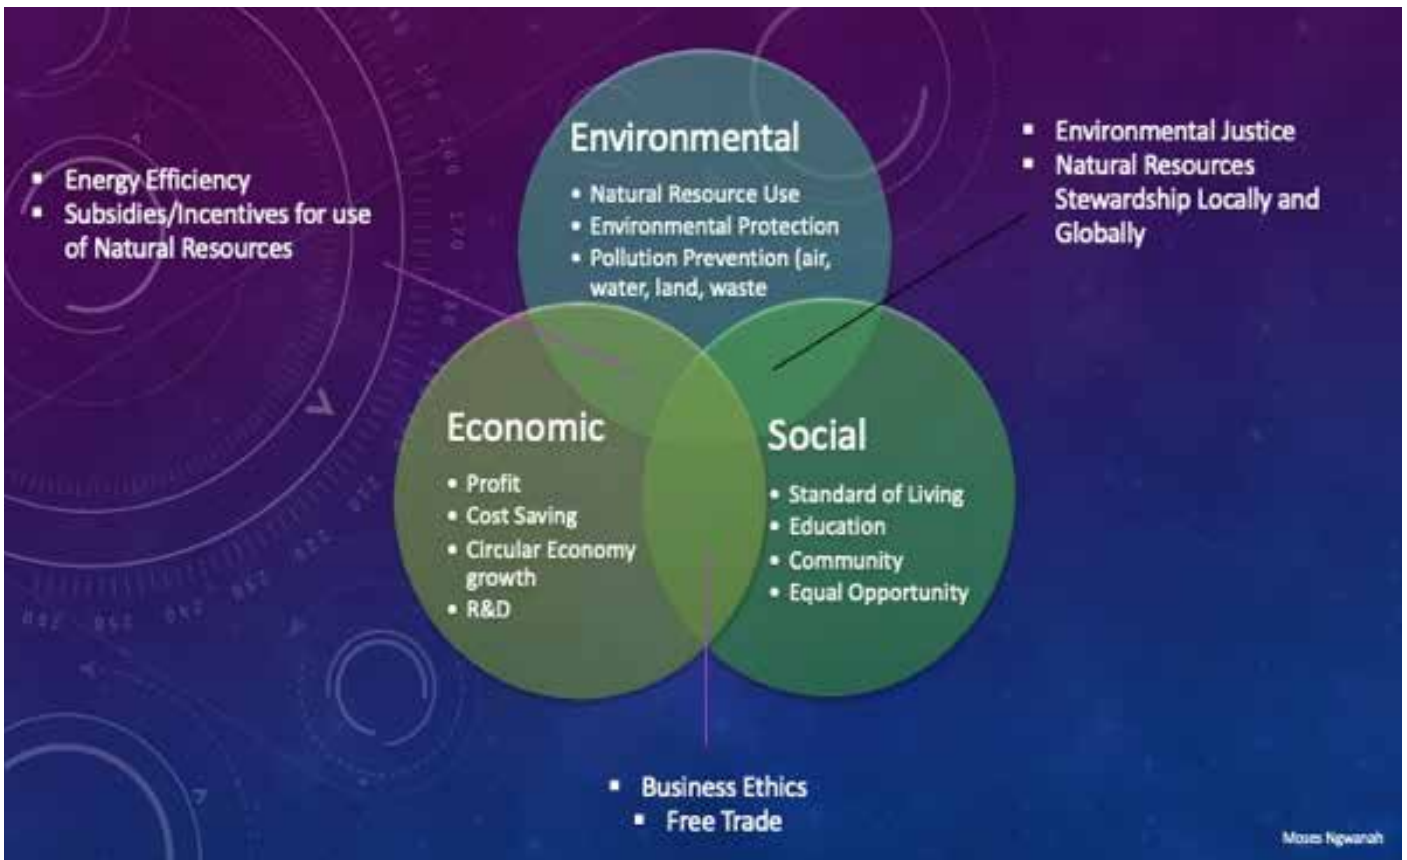 Environmental
• Natural Resource Use
• Environmental Protection
• Pollution Prevention (air,
water, land, waste
▪ Energy Efficiency
▪ Subsidies/Incentives for use
of Natural Resources
▪ Environmental Justice
▪ Natural Resources
Stewardship Locally and
Globally
Economic
• Profit
• Cost Saving
• Circular Economy
growth
• R&D
Social
• Standard of Living
• Education
• Community
• Equal Opportunity
▪ Business Ethics
▪ Free Trade
Moses Ngwanah